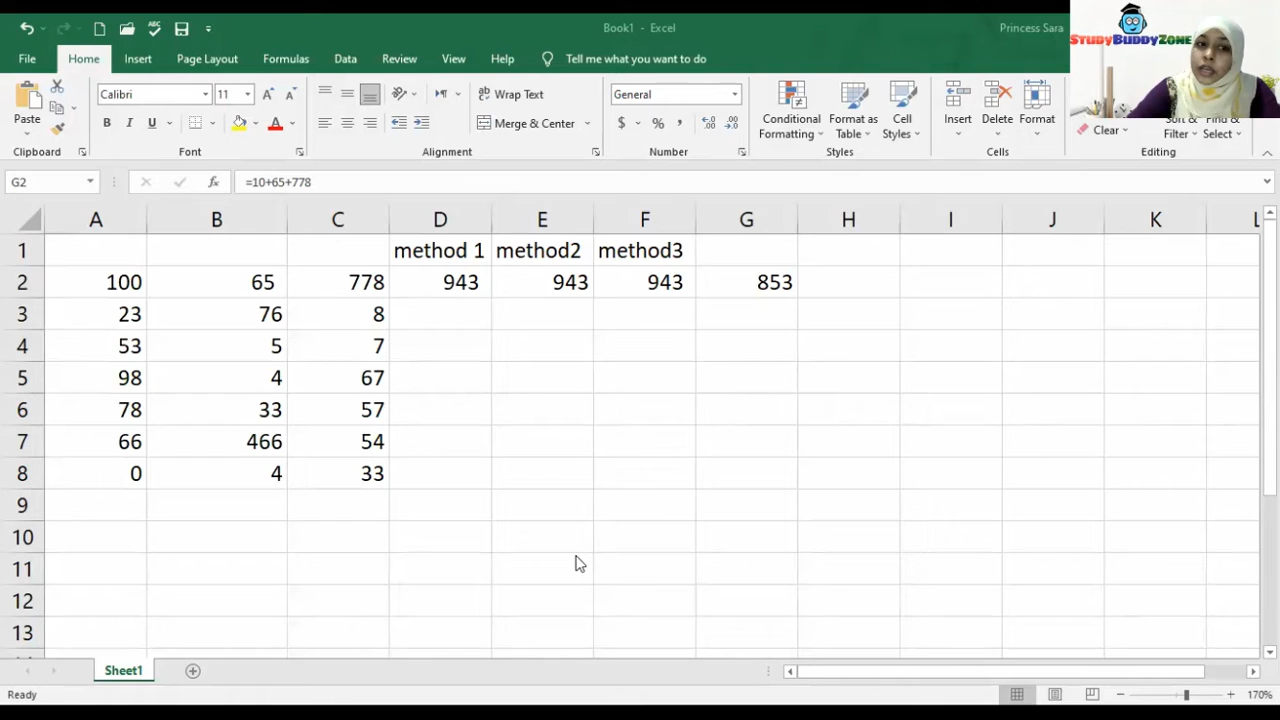 Book1 - Excel
Princess Sara
STUDYBUDDYZONE
File Home Insert Page Layout Formulas Data Review View Help Tell me what you want to do
Calibri 11 Wrap Text General
Paste B I U Merge & Center $ % , Conditional Formatting Format as Table Cell Styles Insert Delete Format Clear Sort & Filter Find & Select
Clipboard Font Alignment Number Styles Cells Editing
G2 fx =10+65+778
A B C D E F G H I J K L
1 method 1 method2 method3
2 100 65 778 943 943 943 853
3 23 76 8
4 53 5 7
5 98 4 67
6 78 33 57
7 66 466 54
8 0 4 33
9
10
11
12
13
Sheet1
Ready 170%